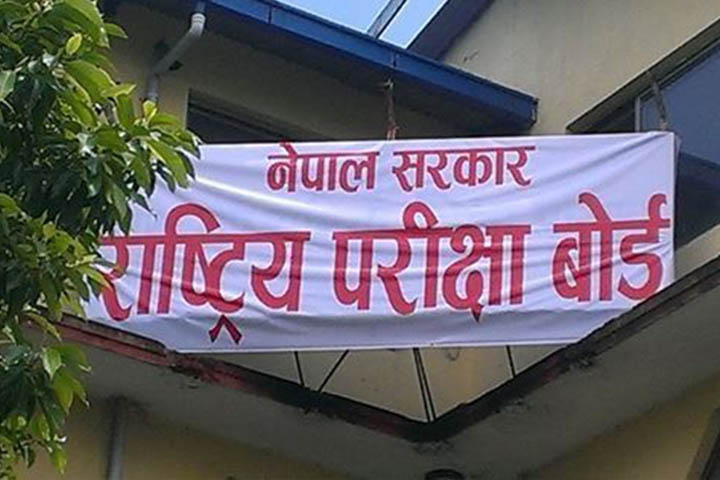 नेपाल सरकार
राष्ट्रिय परीक्षा बोर्ड